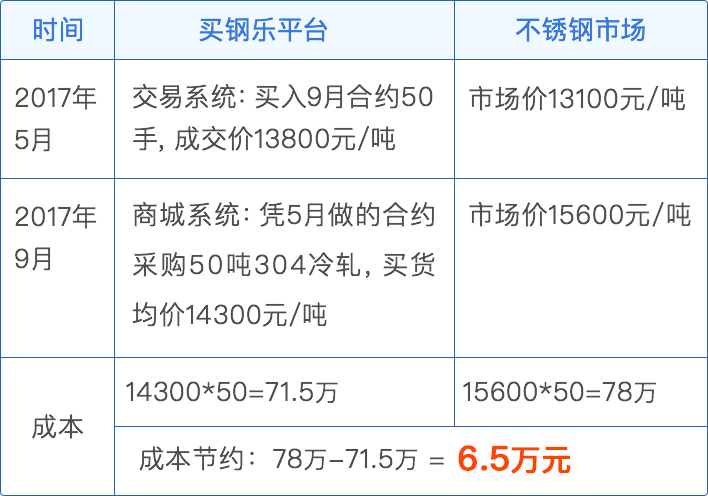 时间
买钢乐平台
不锈钢市场
2017年
5月
交易系统：买入9月合约50
手，成交价13800元/吨
市场价13100元/吨
2017年
9月
商城系统：凭5月做的合约
采购50吨304冷轧，买货
均价14300元/吨
市场价15600元/吨
成本
14300*50=71.5万
15600*50=78万
成本节约：78万-71.5万 = 6.5万元